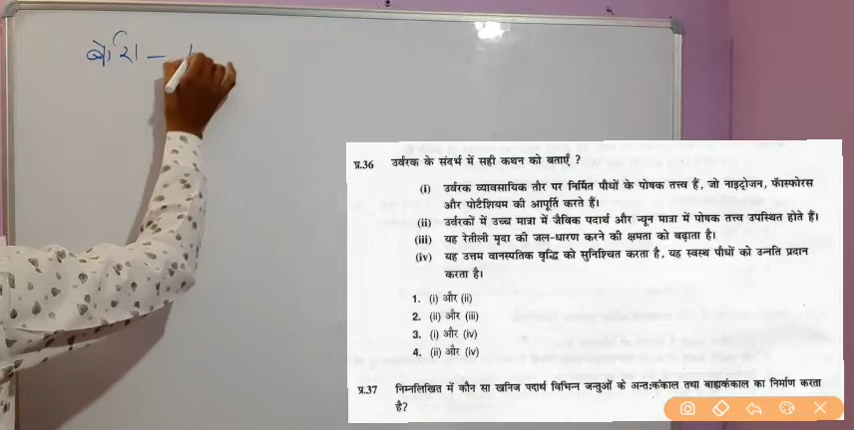 प्र.36 उर्वरक के संदर्भ में सही कथन को बताएँ ?
(i) उर्वरक व्यावसायिक तौर पर निर्मित पौधों के पोषक तत्त्व हैं, जो नाइट्रोजन, फॅास्फोरस
और पोटैशियम की आपूर्ति करते हैं।
(ii) उर्वरकों में उच्च मात्रा में जैविक पदार्थ और न्यून मात्रा में पोषक तत्त्व उपस्थित होते हैं।
(iii) यह रेतीली मृदा की जल-धारण करने की क्षमता को बढ़ाता है।
(iv) यह उत्तम वानस्पतिक वृद्धि को सुनिश्चित करता है, यह स्वस्थ पौधों को उन्नति प्रदान
करता है।
1. (i) और (ii)
2. (ii) और (iii)
3. (i) और (iv)
4. (ii) और (iv)
प्र.37 निम्नलिखित में कौन सा खनिज पदार्थ विभिन्न जन्तुओं के अन्तःकंकाल तथा बाह्यकंकाल का निर्माण करता
है?